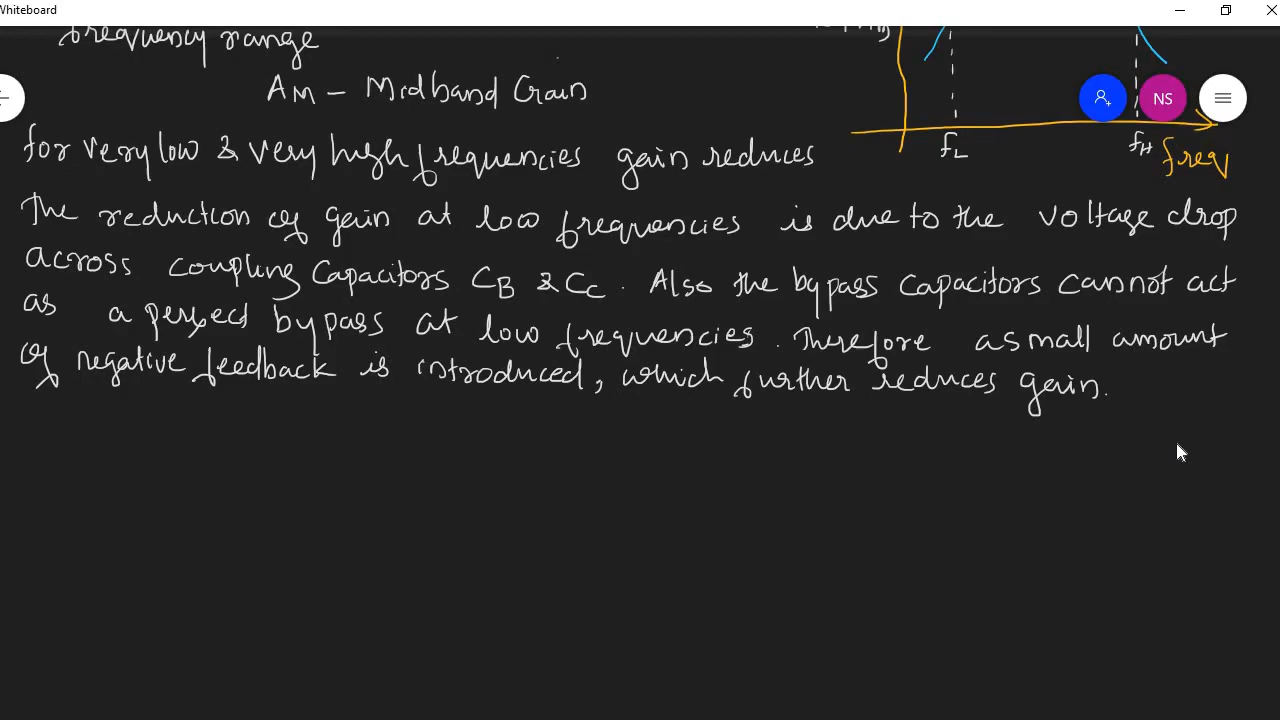 Whiteboard
frequency range
AM - Midband Gain
NS
fL
fH
freq
for very low & very high frequencies gain reduces
The reduction of gain at low frequencies is due to the voltage drop
across coupling Capacitors CB & CC. Also the bypass capacitors cannot act
as a perfect bypass at low frequencies. Therefore a small amount
of negative feedback is introduced, which further reduces gain.